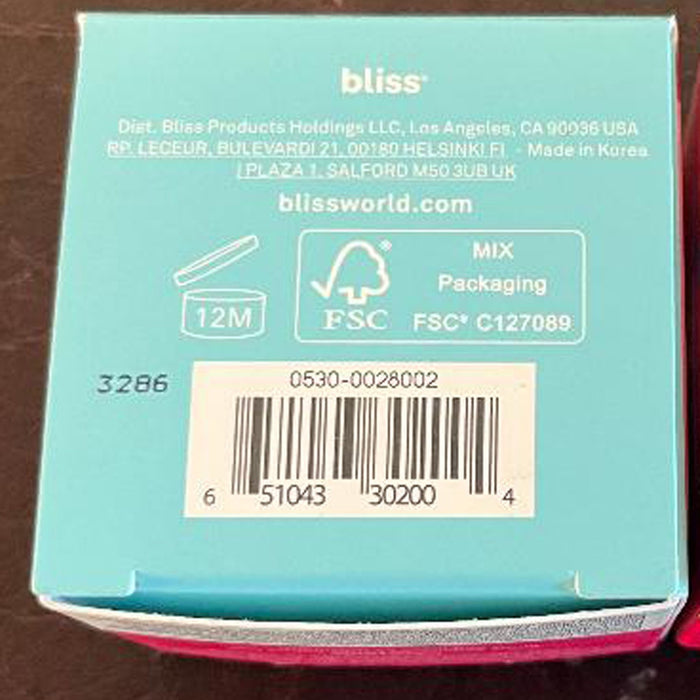 bliss®
Dist. Bliss Products Holdings LLC, Los Angeles, CA 90036 USA
RP. LECEUR, BULEVARDI 21, 00180 HELSINKI FI - Made in Korea
PLAZA 1, SALFORD M50 3UB UK
blissworld.com
12M
FSC®
MIX
Packaging
FSC® C127089
3286
0530-0028002
6 51043 30200 4